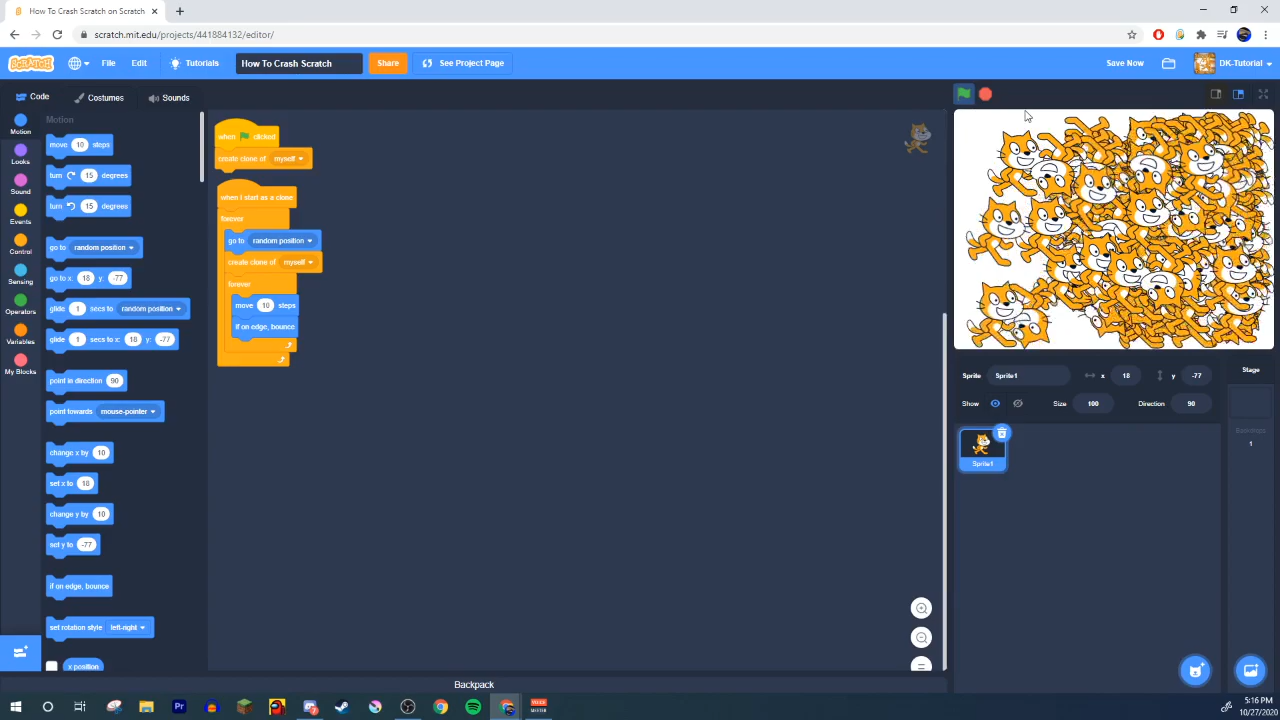 How To Crash Scratch on Scratch
scratch.mit.edu/projects/441884132/editor/
SCRATCH
File
Edit
Tutorials
How To Crash Scratch
Share
See Project Page
Save Now
DK-Tutorial
Code
Costumes
Sounds
Motion
Looks
Sound
Events
Control
Sensing
Operators
Variables
My Blocks
Motion
move 10 steps
turn 15 degrees
turn 15 degrees
go to random position
go to x: 18 y: -77
glide 1 secs to random position
glide 1 secs to x: 18 y: -77
point in direction 90
point towards mouse-pointer
change x by 10
set x to 18
change y by 10
set y to -77
if on edge, bounce
set rotation style left-right
x position
when clicked
create clone of myself
when I start as a clone
forever
go to random position
create clone of myself
forever
move 10 steps
if on edge, bounce
Sprite Sprite1 x 18 y -77
Show Size 100 Direction 90
Sprite1
Stage
Backdrops
1
Backpack
VOICE
Pr
5:16 PM
10/27/2020